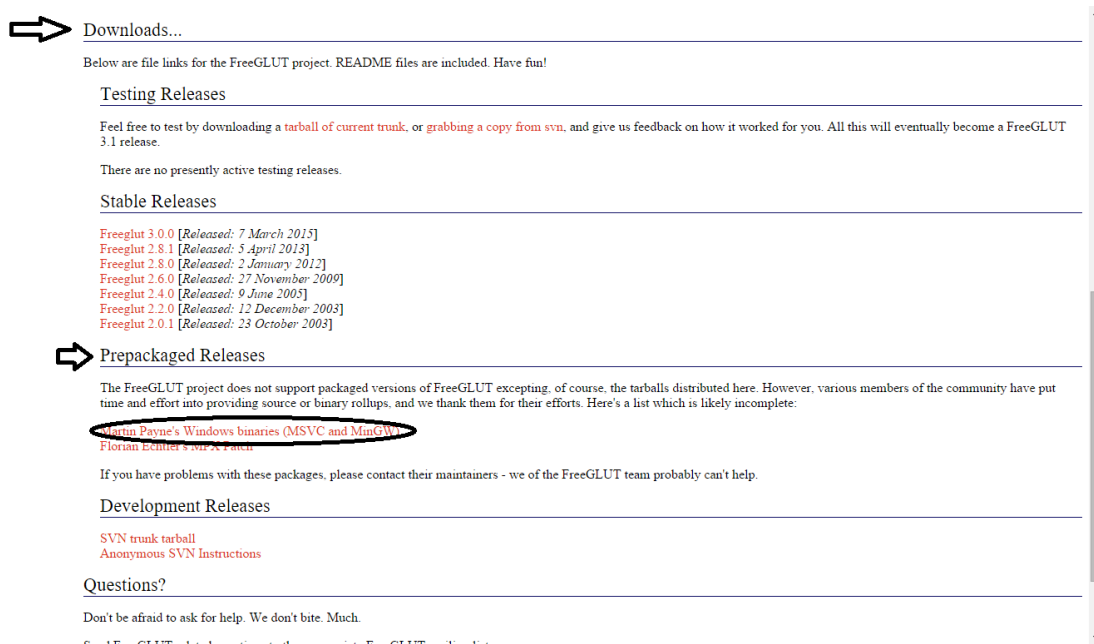 Downloads...
Below are file links for the FreeGLUT project. README files are included. Have fun!
Testing Releases
Feel free to test by downloading a tarball of current trunk, or grabbing a copy from svn, and give us feedback on how it worked for you. All this will eventually become a FreeGLUT
3.1 release.
There are no presently active testing releases.
Stable Releases
Freeglut 3.0.0 [Released: 7 March 2015]
Freeglut 2.8.1 [Released: 5 April 2013]
Freeglut 2.8.0 [Released: 2 January 2012]
Freeglut 2.6.0 [Released: 27 November 2009]
Freeglut 2.4.0 [Released: 9 June 2005]
Freeglut 2.2.0 [Released: 12 December 2003]
Freeglut 2.0.1 [Released: 23 October 2003]
Prepackaged Releases
The FreeGLUT project does not support packaged versions of FreeGLUT excepting, of course, the tarballs distributed here. However, various members of the community have put
time and effort into providing source or binary rollups, and we thank them for their efforts. Here's a list which is likely incomplete:
Martin Payne's Windows binaries (MSVC and MinGW)
Florian Echtler's MPX Patch
If you have problems with these packages, please contact their maintainers - we of the FreeGLUT team probably can't help.
Development Releases
SVN trunk tarball
Anonymous SVN Instructions
Questions?
Don't be afraid to ask for help. We don't bite. Much.